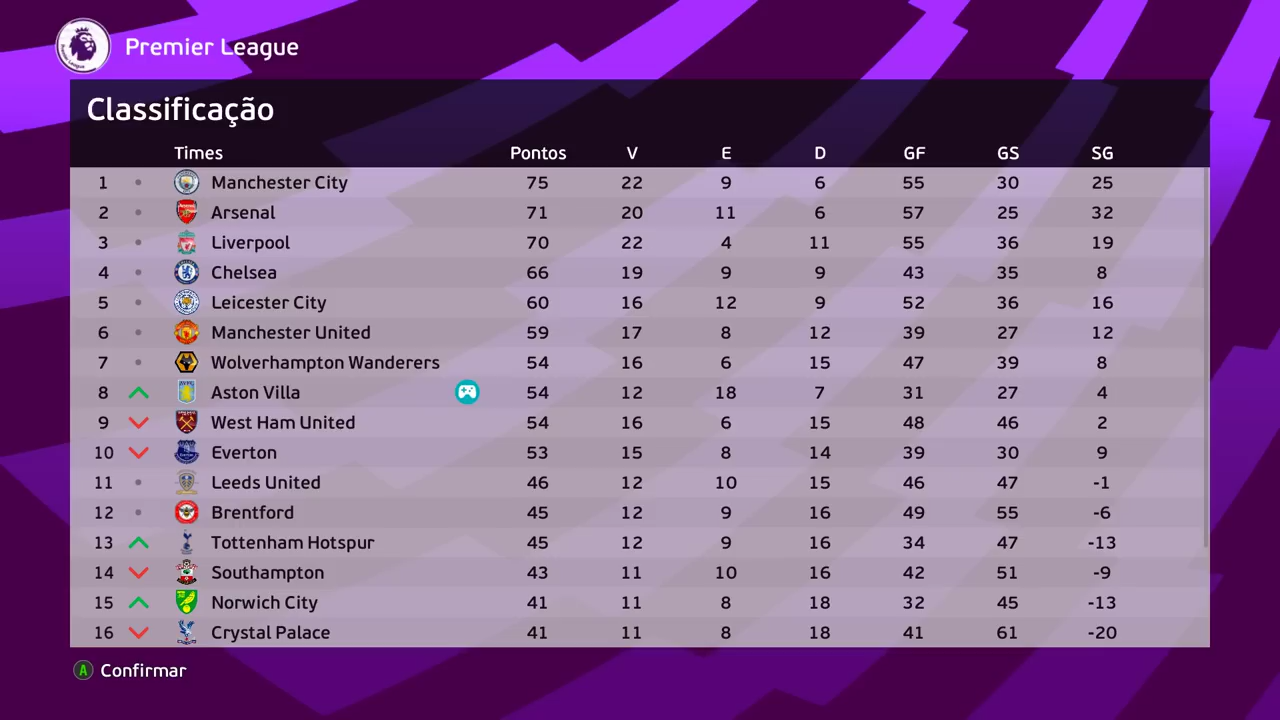 Premier League
Classificação
Times Pontos V E D GF GS SG
1 Manchester City 75 22 9 6 55 30 25
2 Arsenal 71 20 11 6 57 25 32
3 Liverpool 70 22 4 11 55 36 19
4 Chelsea 66 19 9 9 43 35 8
5 Leicester City 60 16 12 9 52 36 16
6 Manchester United 59 17 8 12 39 27 12
7 Wolverhampton Wanderers 54 16 6 15 47 39 8
8 Aston Villa 54 12 18 7 31 27 4
9 West Ham United 54 16 6 15 48 46 2
10 Everton 53 15 8 14 39 30 9
11 Leeds United 46 12 10 15 46 47 -1
12 Brentford 45 12 9 16 49 55 -6
13 Tottenham Hotspur 45 12 9 16 34 47 -13
14 Southampton 43 11 10 16 42 51 -9
15 Norwich City 41 11 8 18 32 45 -13
16 Crystal Palace 41 11 8 18 41 61 -20
A Confirmar